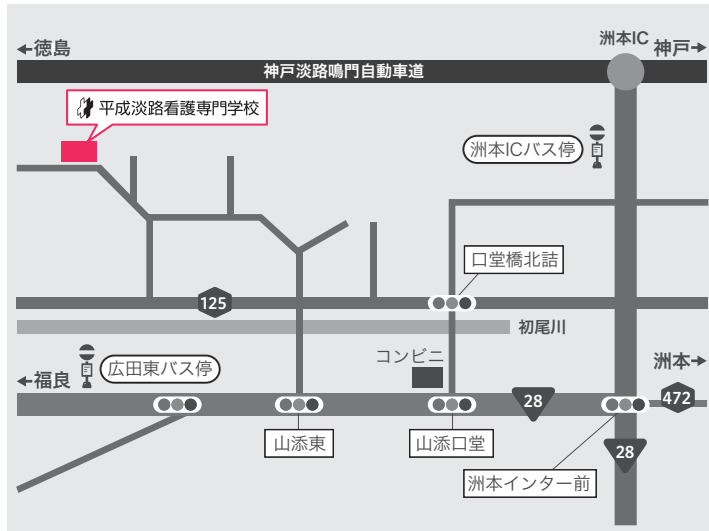 ←徳島
洲本IC
神戸→
神戸淡路鳴門自動車道
平成淡路看護専門学校
洲本ICバス停
口堂橋北詰
125
初尾川
コンビニ
広田東バス停
洲本→
←福良
28
472
山添東
山添口堂
28
洲本インター前